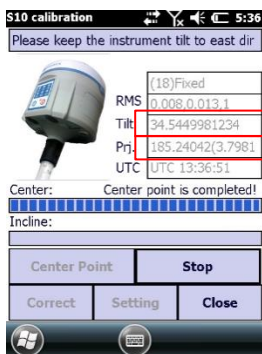 S10 calibration 5:36
Please keep the instrument tilt to east dir
(18)Fixed
RMS 0.008,0.013,1
Tilt 34.5449981234
Prj. 185.24042(3.7981
UTC UTC 13:36:51
Center: Center point is completed!
Incline:
Center Point Stop
Correct Setting Close